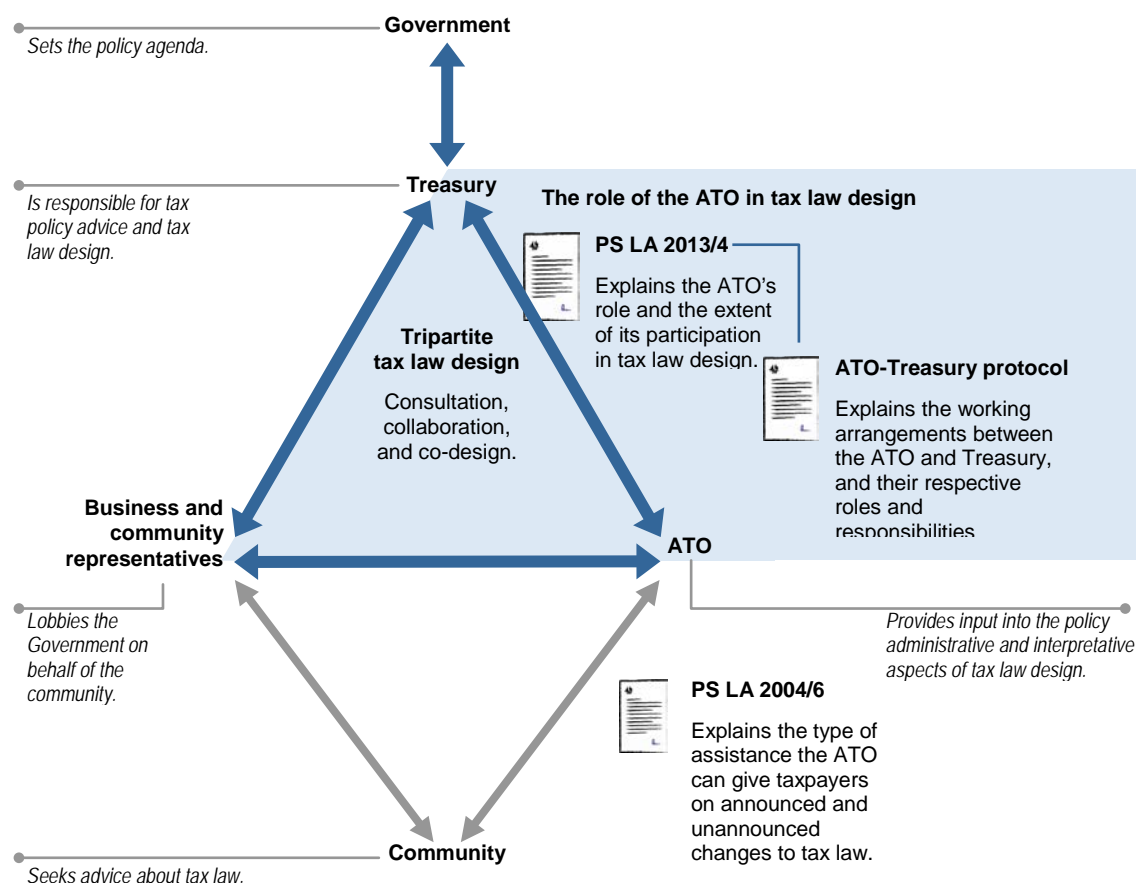 Government
Sets the policy agenda.
Treasury
Is responsible for tax
policy advice and tax
law design.
The role of the ATO in tax law design
PS LA 2013/4
Explains the ATO's
role and the extent
of its participation
in tax law design.
Tripartite
tax law design
Consultation,
collaboration,
and co-design.
ATO-Treasury protocol
Explains the working
arrangements between
the ATO and Treasury,
and their respective
roles and
responsibilities
Business and
community
representatives
ATO
Lobbies the
Government on
behalf of the
community.
Provides input into the policy
administrative and interpretative
aspects of tax law design.
PS LA 2004/6
Explains the type of
assistance the ATO
can give taxpayers
on announced and
unannounced
changes to tax law.
Community
Seeks advice about tax law.